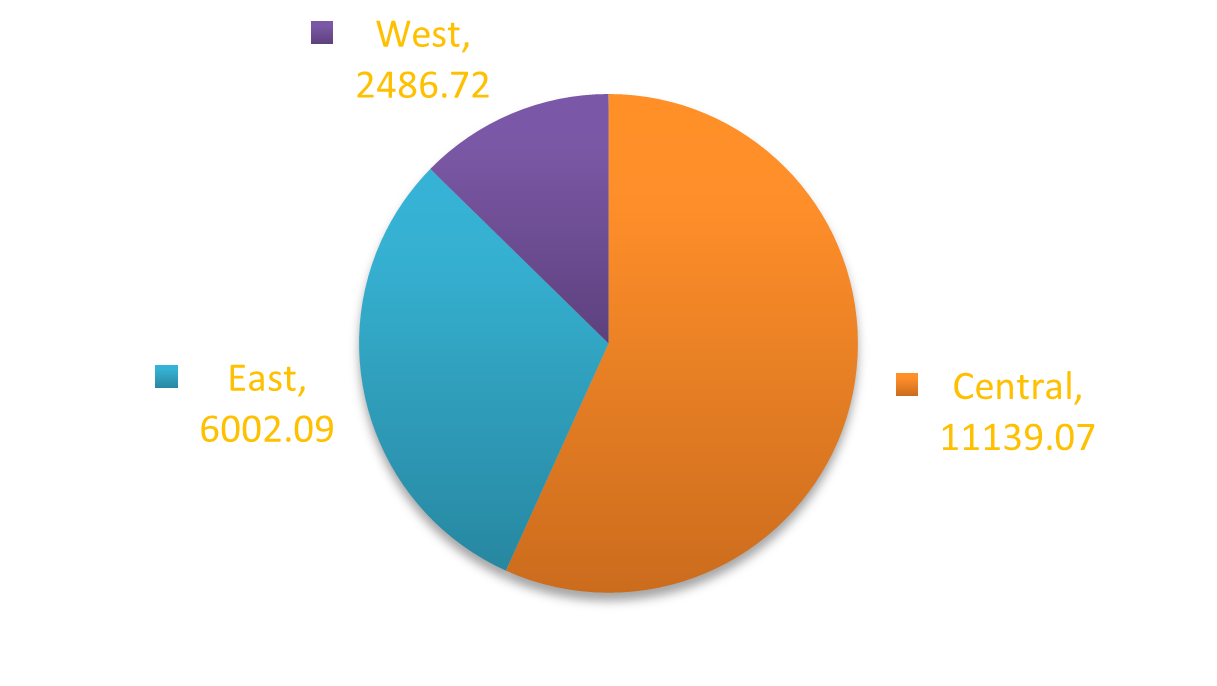 West,
2486.72
East,
6002.09
Central,
11139.07